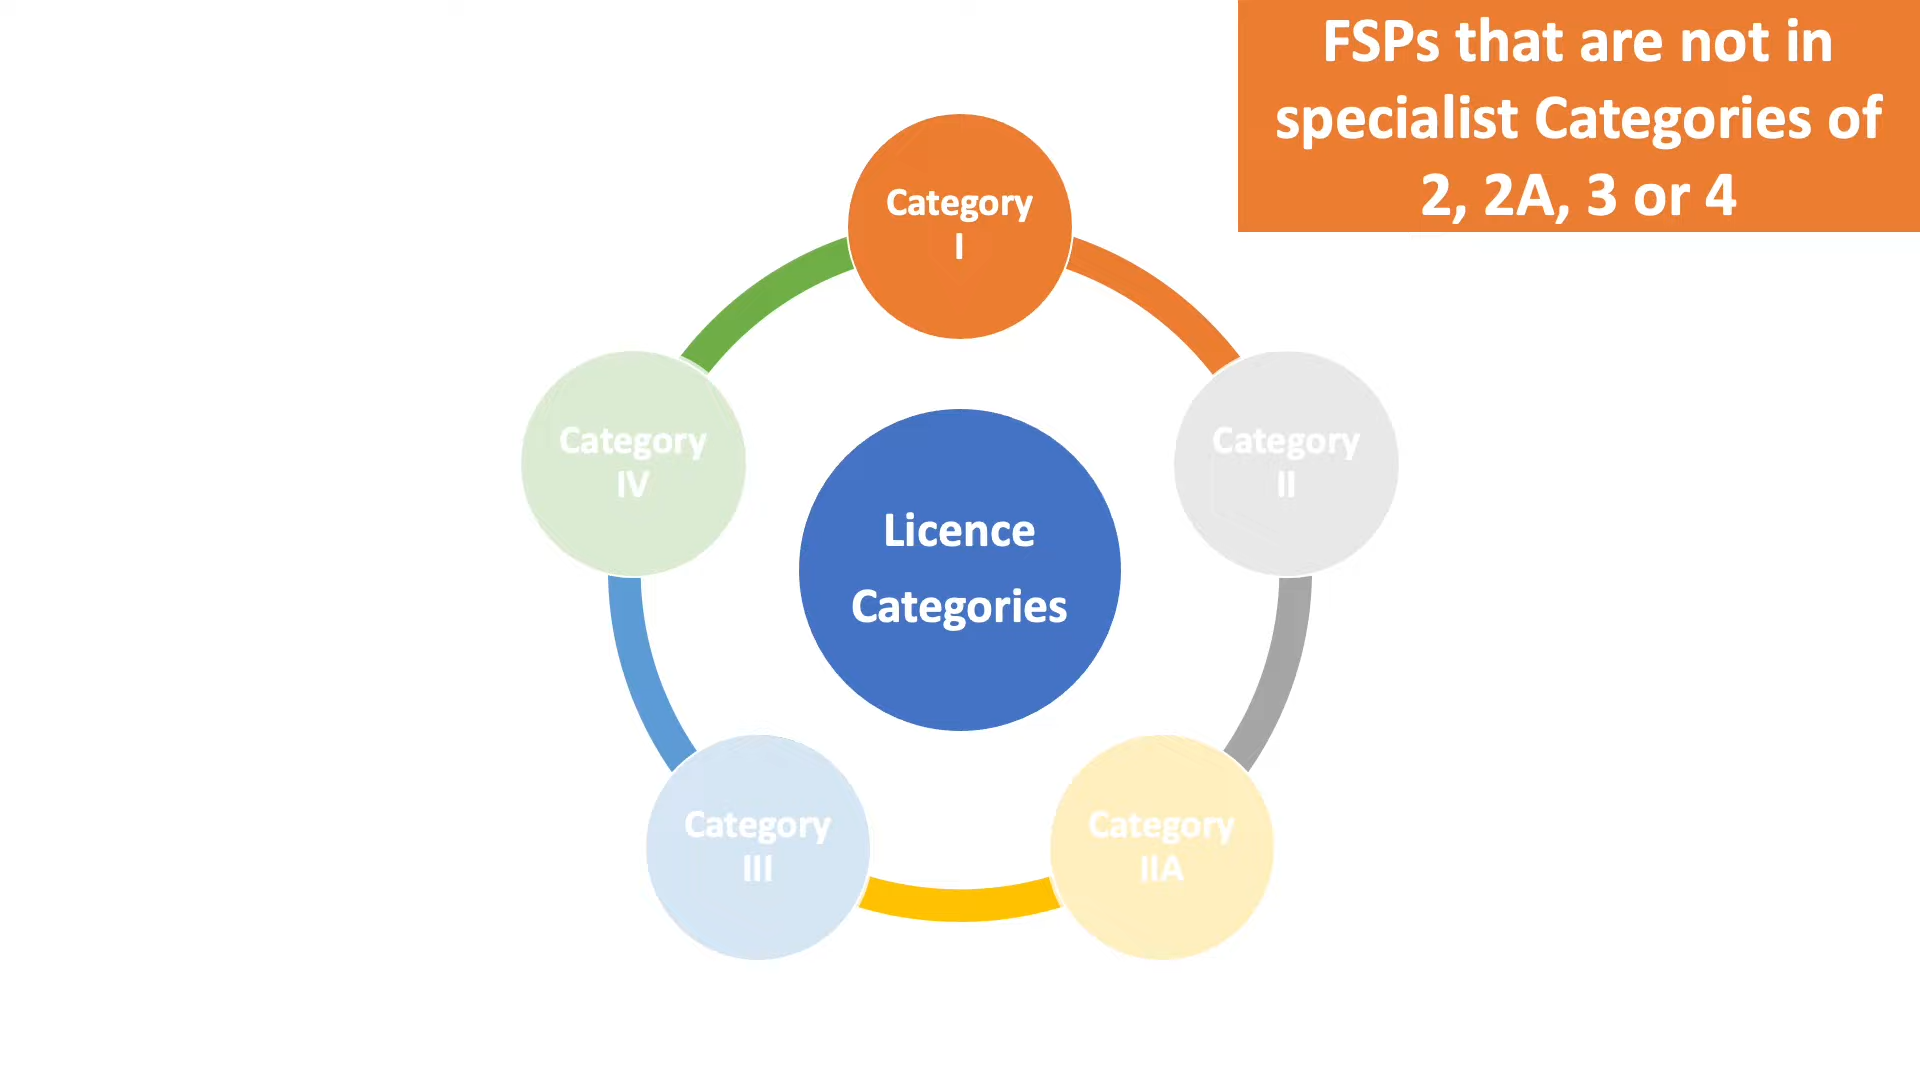 FSPs that are not in
specialist Categories of
2, 2A, 3 or 4
Category
I
Category
IV
Category
II
Licence
Categories
Category
III
Category
IIA